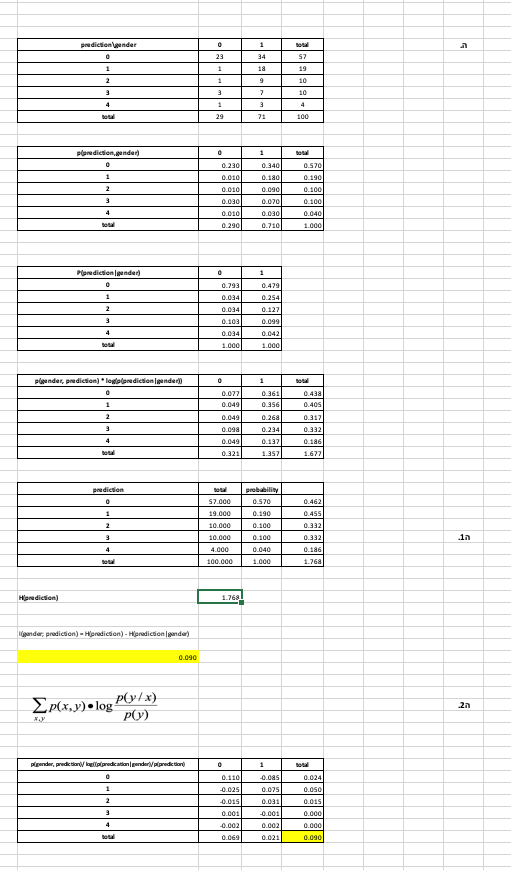 ה.
prediction\gender 0 1 total
0 23 34 57
1 1 18 19
2 1 9 10
3 3 7 10
4 1 3 4
total 29 71 100
p(prediction,gender) 0 1 total
0 0.230 0.340 0.570
1 0.010 0.180 0.190
2 0.010 0.090 0.100
3 0.030 0.070 0.100
4 0.010 0.030 0.040
total 0.290 0.710 1.000
P(prediction|gender) 0 1
0 0.793 0.479
1 0.034 0.254
2 0.034 0.127
3 0.103 0.099
4 0.034 0.042
total 1.000 1.000
p(gender, prediction) * log(p(prediction|gender)) 0 1 total
0 0.077 0.361 0.438
1 0.049 0.356 0.405
2 0.049 0.268 0.317
3 0.098 0.234 0.332
4 0.049 0.137 0.186
total 0.321 1.357 1.677
prediction total probability
0 57.000 0.570 0.462
1 19.000 0.190 0.455
2 10.000 0.100 0.332
3 10.000 0.100 0.332
ה1.
4 4.000 0.040 0.186
total 100.000 1.000 1.768
H(prediction) 1.768
I(gender; prediction) = H(prediction) - H(prediction|gender)
0.090
∑x,y p(x,y)•log p(y/x)/p(y)
ה2.
p(gender, prediction)/ log((p(predication|gender)/p(prediction) 0 1 total
0 0.110 -0.085 0.024
1 -0.025 0.075 0.050
2 -0.015 0.031 0.015
3 0.001 -0.001 0.000
4 -0.002 0.002 0.000
total 0.069 0.021 0.090